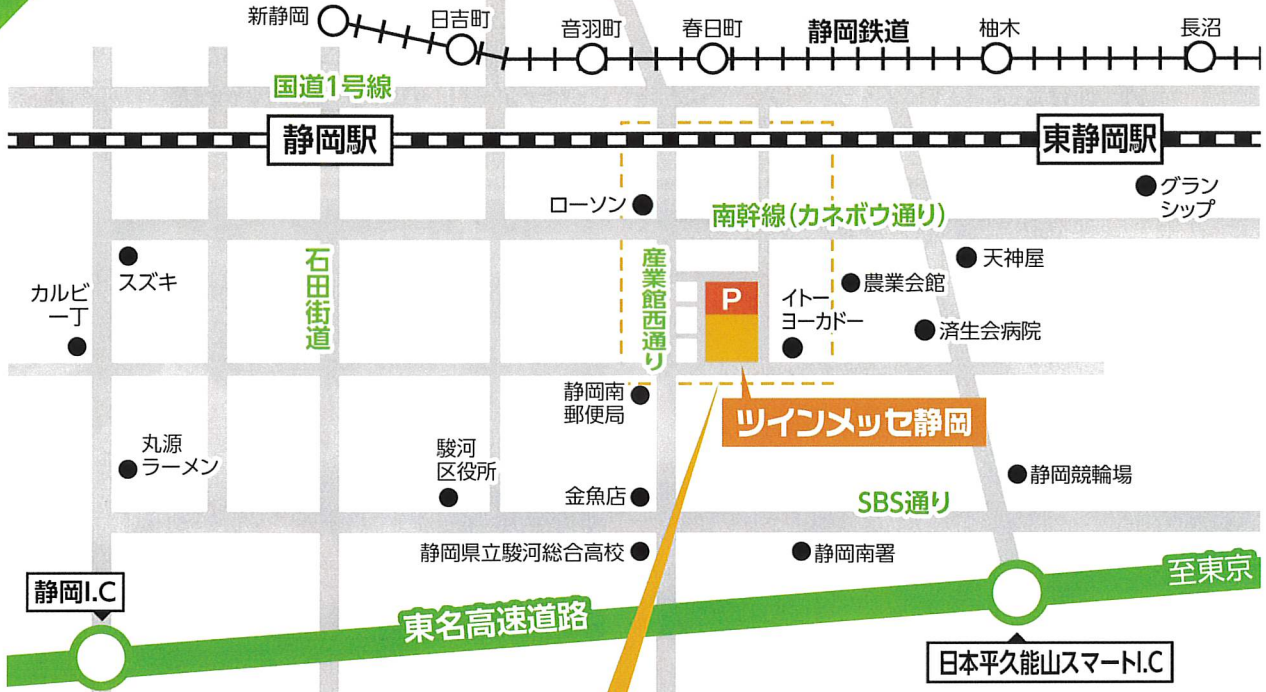 新静岡
日吉町
音羽町
春日町
静岡鉄道
柚木
長沼
国道1号線
静岡駅
東静岡駅
ローソン
グラン
シップ
南幹線(カネボウ通り)
スズキ
石田街道
産業館西通り
天神屋
農業会館
カルビ
一丁
P
イトー
ヨーカドー
済生会病院
静岡南
郵便局
ツインメッセ静岡
丸源
ラーメン
駿河
区役所
金魚店
静岡競輪場
SBS通り
静岡県立駿河総合高校
静岡南署
静岡I.C
東名高速道路
至東京
日本平久能山スマートI.C